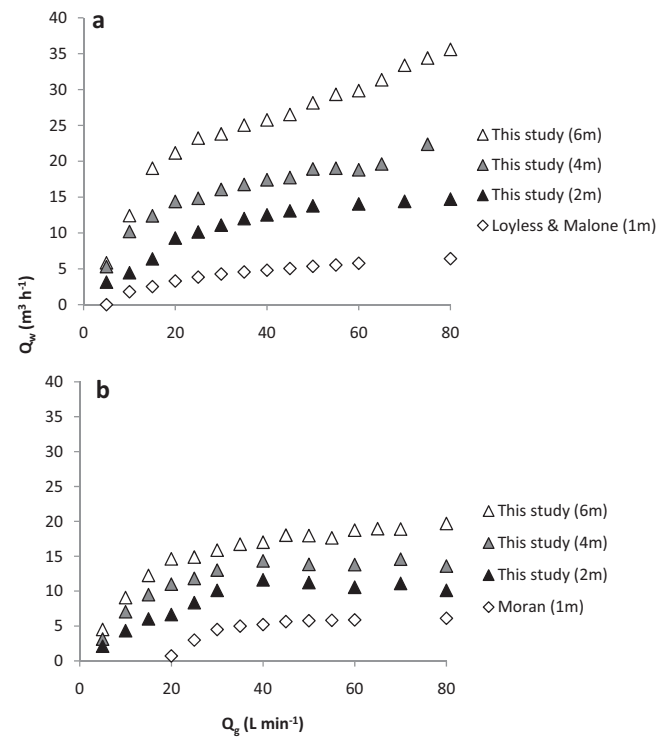 a
40
35
30
25
20
15
10
5
0
0 20 40 60 80
This study (6m)
This study (4m)
This study (2m)
Loyless & Malone (1m)
Qw (m³ h⁻¹)
b
40
35
30
25
20
15
10
5
0
0 20 40 60 80
This study (6m)
This study (4m)
This study (2m)
Moran (1m)
Qg (L min⁻¹)